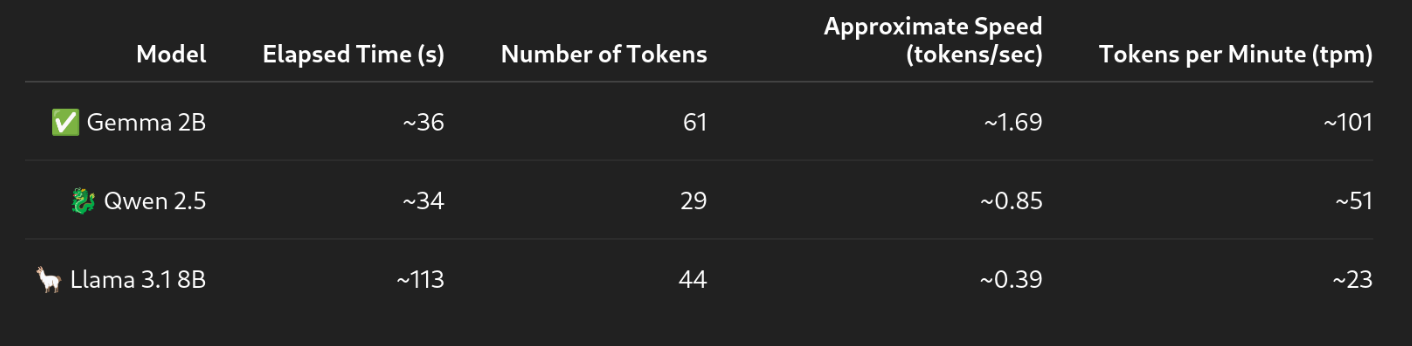 Model Elapsed Time (s) Number of Tokens Approximate Speed (tokens/sec) Tokens per Minute (tpm)
✅ Gemma 2B ~36 61 ~1.69 ~101
🐉 Qwen 2.5 ~34 29 ~0.85 ~51
🦙 Llama 3.1 8B ~113 44 ~0.39 ~23